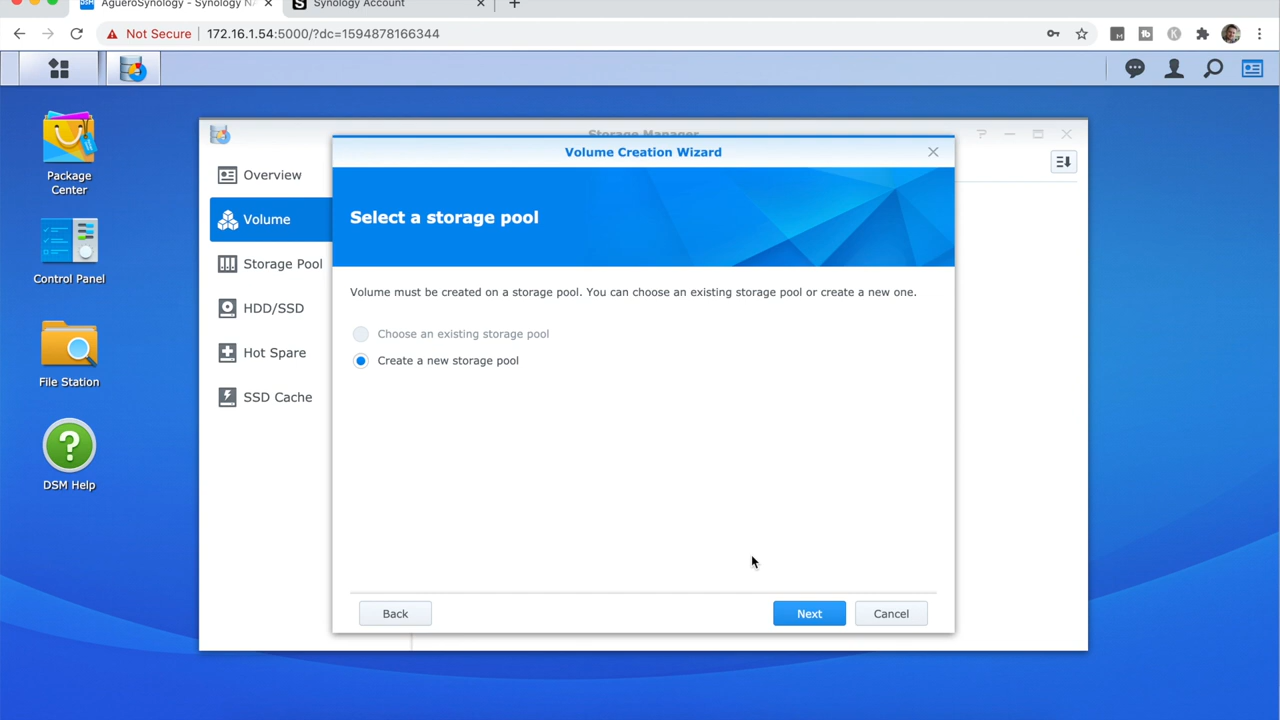 AgueroSynology - Synology NA
Synology Account
Not Secure
172.16.1.54:5000/?dc=1594878166344
Package
Center
Control Panel
File Station
DSM Help
Storage Manager
Overview
Volume
Storage Pool
HDD/SSD
Hot Spare
SSD Cache
Volume Creation Wizard
Select a storage pool
Volume must be created on a storage pool. You can choose an existing storage pool or create a new one.
Choose an existing storage pool
Create a new storage pool
Back
Next
Cancel